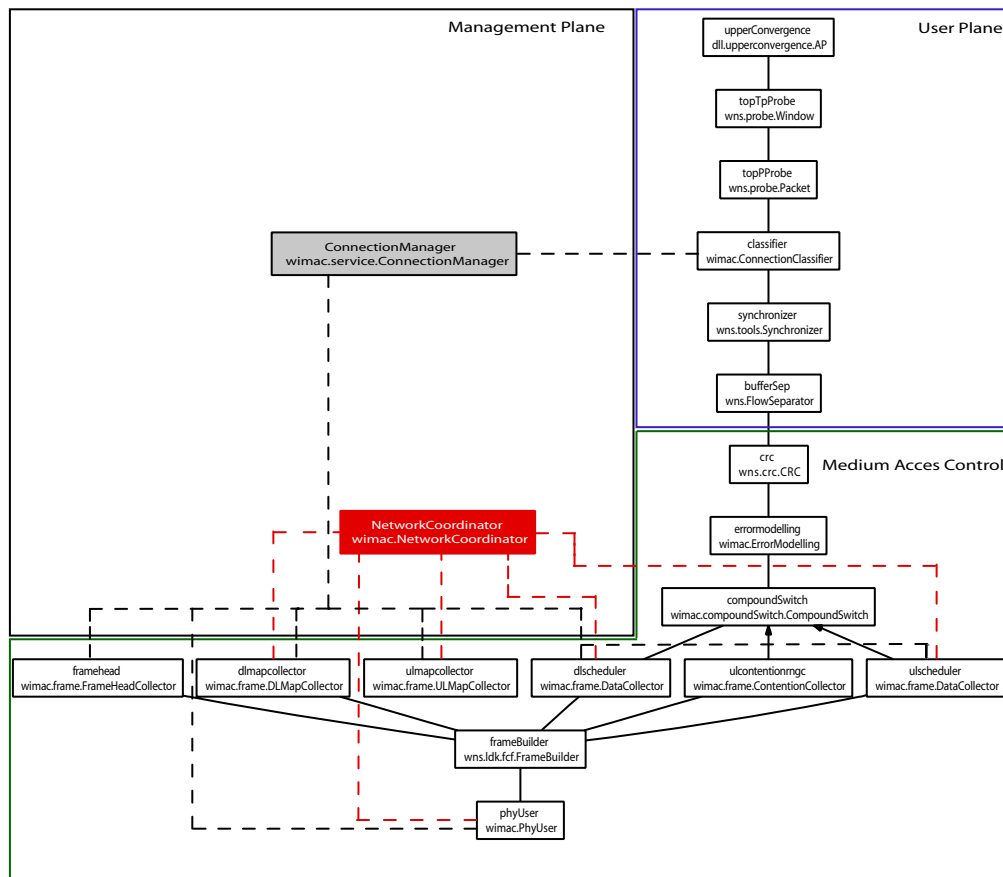 Management Plane
User Plane
upperConvergence
dll.upperconvergence.AP
topTpProbe
wns.probe.Window
topPProbe
wns.probe.Packet
ConnectionManager
wimac.service.ConnectionManager
classifier
wimac.ConnectionClassifier
synchronizer
wns.tools.Synchronizer
bufferSep
wns.FlowSeparator
crc
wns.crc.CRC
Medium Acces Control
NetworkCoordinator
wimac.NetworkCoordinator
errormodelling
wimac.ErrorModelling
compoundSwitch
wimac.compoundSwitch.CompoundSwitch
framehead
wimac.frame.FrameHeadCollector
dlmapcollector
wimac.frame.DLMapCollector
ulmapcollector
wimac.frame.ULMapCollector
dlscheduler
wimac.frame.DataCollector
ulcontentionrngc
wimac.frame.ContentionCollector
ulscheduler
wimac.frame.DataCollector
frameBuilder
wns.ldk.fcf.FrameBuilder
phyUser
wimac.PhyUser